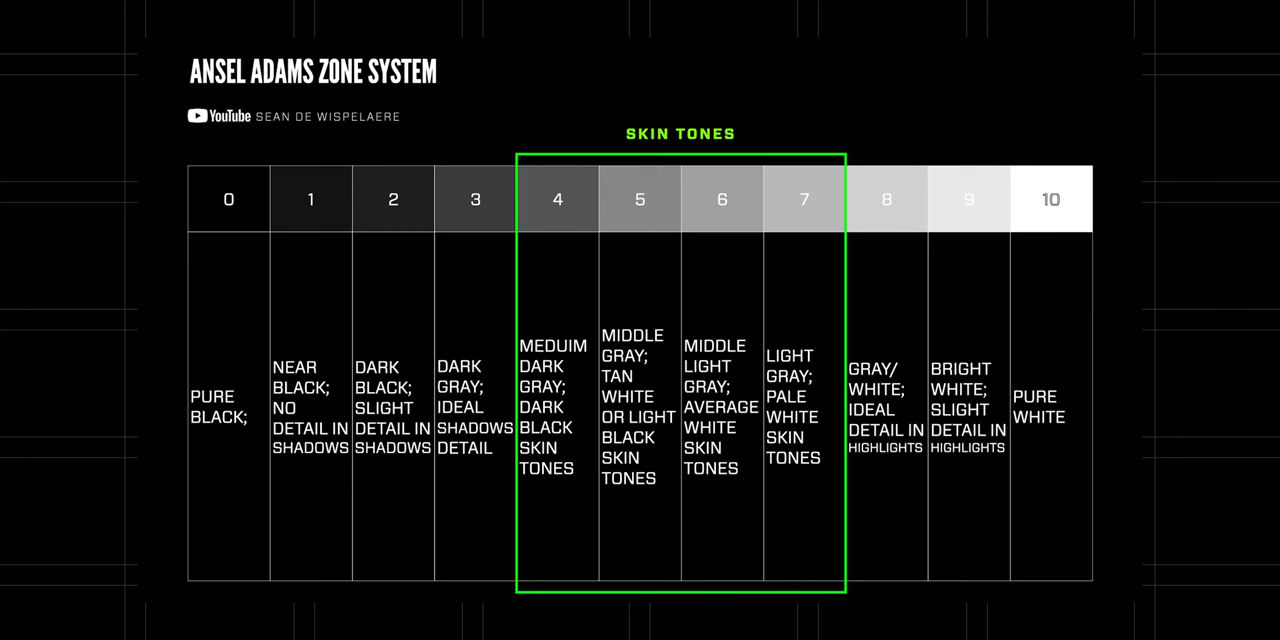 ANSEL ADAMS ZONE SYSTEM
YouTube SEAN DE WISPELAERE
SKIN TONES
0 1 2 3 4 5 6 7 8 9 10
PURE
BLACK;
NEAR
BLACK;
NO
DETAIL IN
SHADOWS
DARK
BLACK;
SLIGHT
DETAIL IN
SHADOWS
DARK
GRAY;
IDEAL
SHADOWS
DETAIL
MEDUIM
DARK
GRAY;
DARK
BLACK
SKIN
TONES
MIDDLE
GRAY;
TAN
WHITE
OR LIGHT
BLACK
SKIN
TONES
MIDDLE
LIGHT
GRAY;
AVERAGE
WHITE
SKIN
TONES
LIGHT
GRAY;
PALE
WHITE
SKIN
TONES
GRAY/
WHITE;
IDEAL
DETAIL IN
HIGHLIGHTS
BRIGHT
WHITE;
SLIGHT
DETAIL IN
HIGHLIGHTS
PURE
WHITE